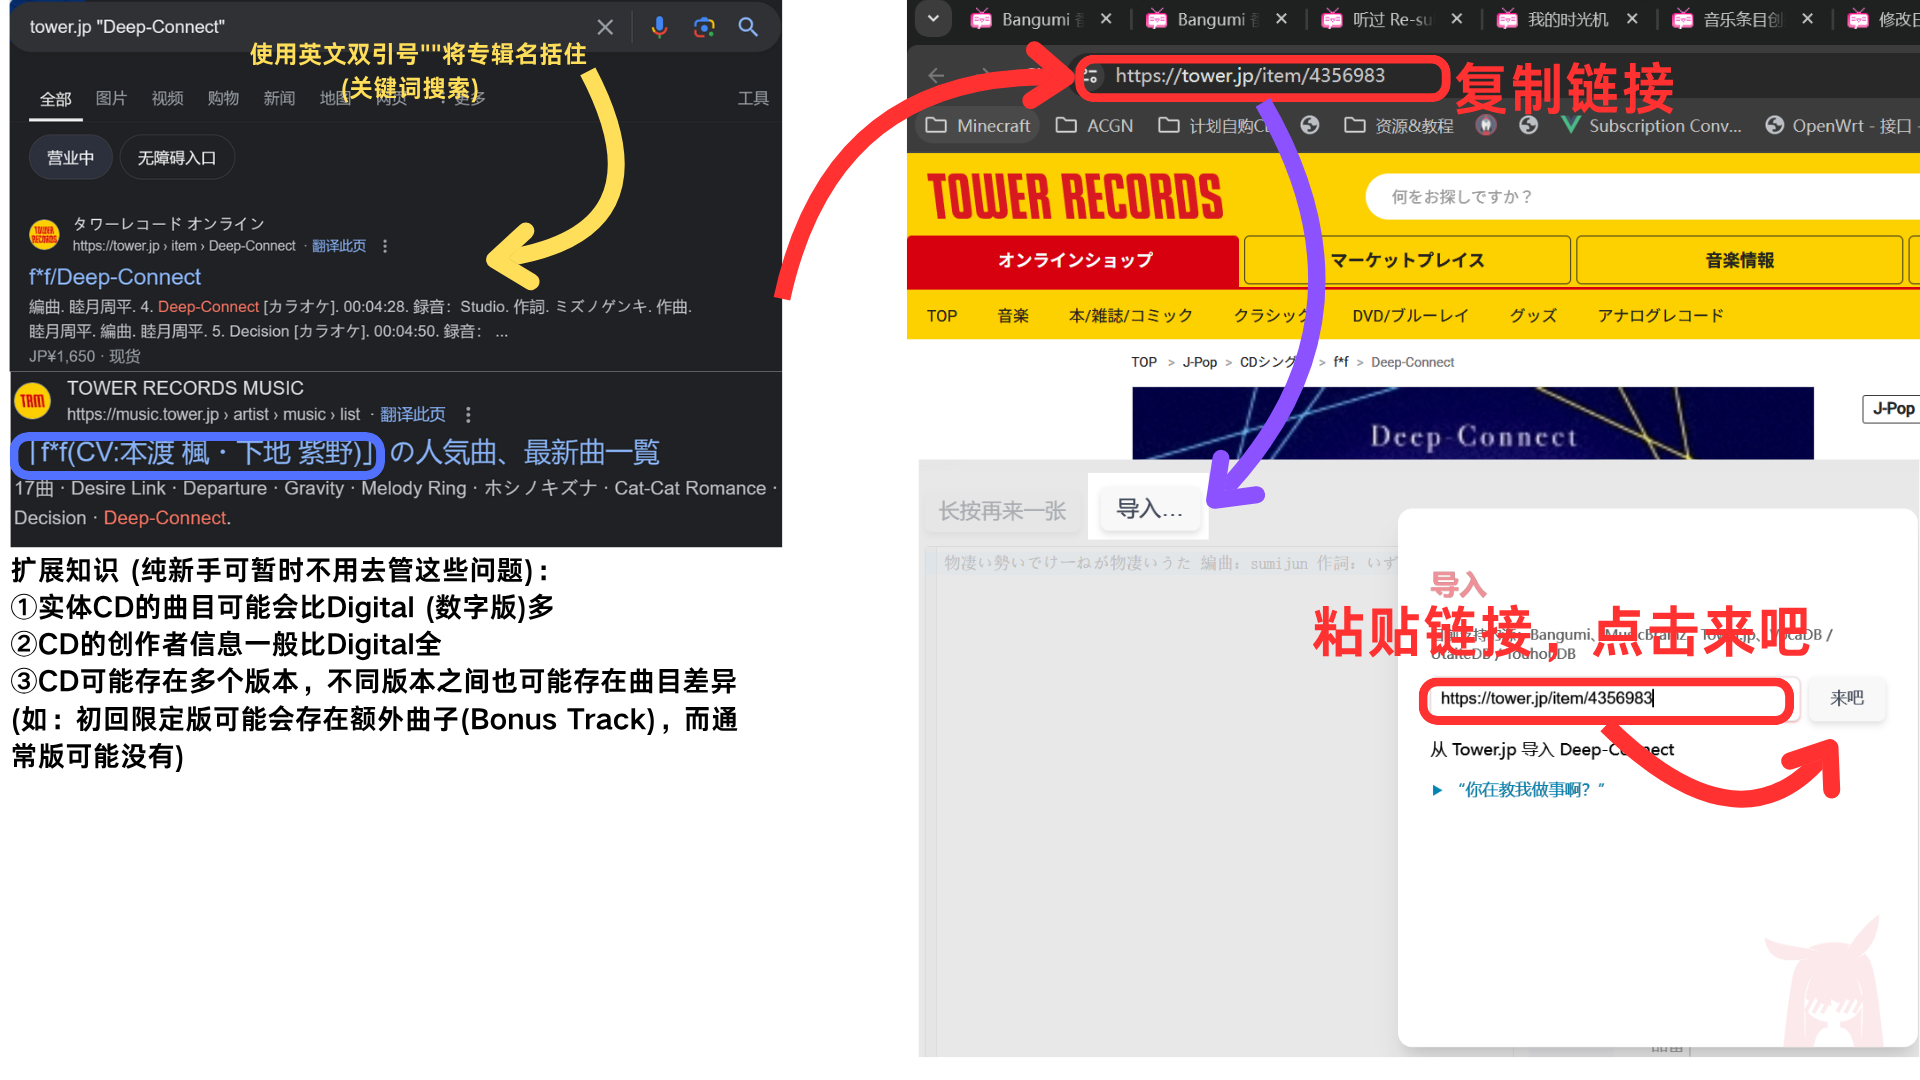 tower.jp "Deep-Connect"
使用英文双引号""将专辑名括住
(关键词搜索)
全部 图片 视频 购物 新闻 地图 网页 更多 工具
营业中 无障碍入口
タワーレコード オンライン
https://tower.jp › item › Deep-Connect · 翻译此页
f*f/Deep-Connect
編曲. 睦月周平. 4. Deep-Connect [カラオケ]. 00:04:28. 録音： Studio. 作詞. ミズノゲンキ. 作曲.
睦月周平. 編曲. 睦月周平. 5. Decision [カラオケ]. 00:04:50. 録音： ...
JP¥1,650 · 现货
TOWER RECORDS MUSIC
https://music.tower.jp › artist › music › list · 翻译此页
「f*f(CV:本渡 楓・下地 紫野)」の人気曲、最新曲一覧
17曲 · Desire Link · Departure · Gravity · Melody Ring · ホシノキズナ · Cat-Cat Romance ·
Decision · Deep-Connect.
扩展知识 (纯新手可暂时不用去管这些问题)：
①实体CD的曲目可能会比Digital (数字版)多
②CD的创作者信息一般比Digital全
③CD可能存在多个版本，不同版本之间也可能存在曲目差异
(如：初回限定版可能会存在额外曲子(Bonus Track)，而通
常版可能没有)
Bangumi Bangumi 听过 Re-su 我的时光机 音乐条目创 修改日
https://tower.jp/item/4356983
复制链接
Minecraft ACGN 计划自购C 资源&教程 Subscription Conv... OpenWrt - 接口 -
TOWER RECORDS
何をお探しですか？
オンラインショップ マーケットプレイス 音楽情報
TOP 音楽 本/雑誌/コミック クラシック DVD/ブルーレイ グッズ アナログレコード
TOP > J-Pop > CDシング > f*f > Deep-Connect
Deep-Connect
J-Pop
长按再来一张 导入...
物凄い勢いでけーねが物凄いうた 編曲: sumijun 作詞: いず
导入
粘贴链接，点击来吧
Bangumi、MusicBrainz、Tower.jp、VocaDB /
UtaiteDB / TouhouDB
https://tower.jp/item/4356983
来吧
从 Tower.jp 导入 Deep-Connect
“你在教我做事啊？”